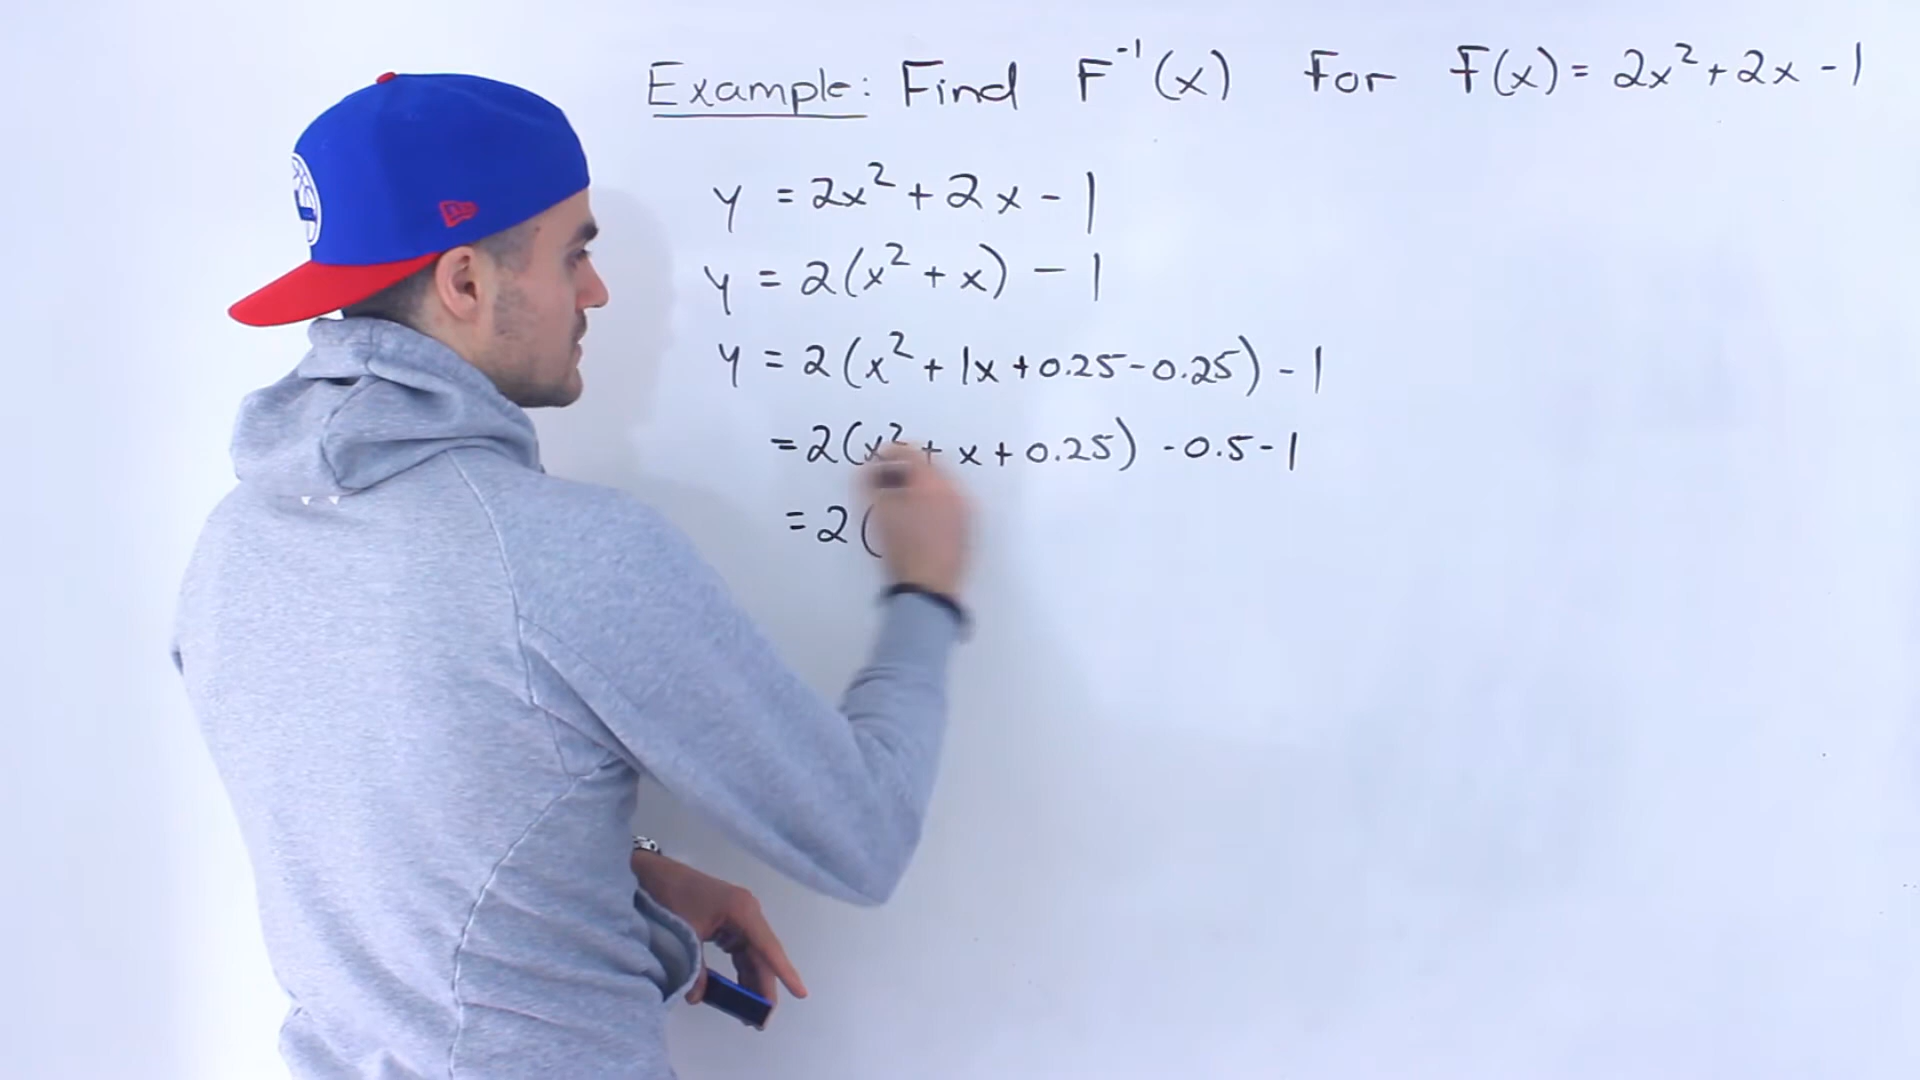 Example: Find F⁻¹(x) For F(x) = 2x² + 2x - 1
y = 2x² + 2x - 1
y = 2(x² + x) - 1
y = 2(x² + 1x + 0.25 - 0.25) - 1
= 2(x² + x + 0.25) - 0.5 - 1
= 2(